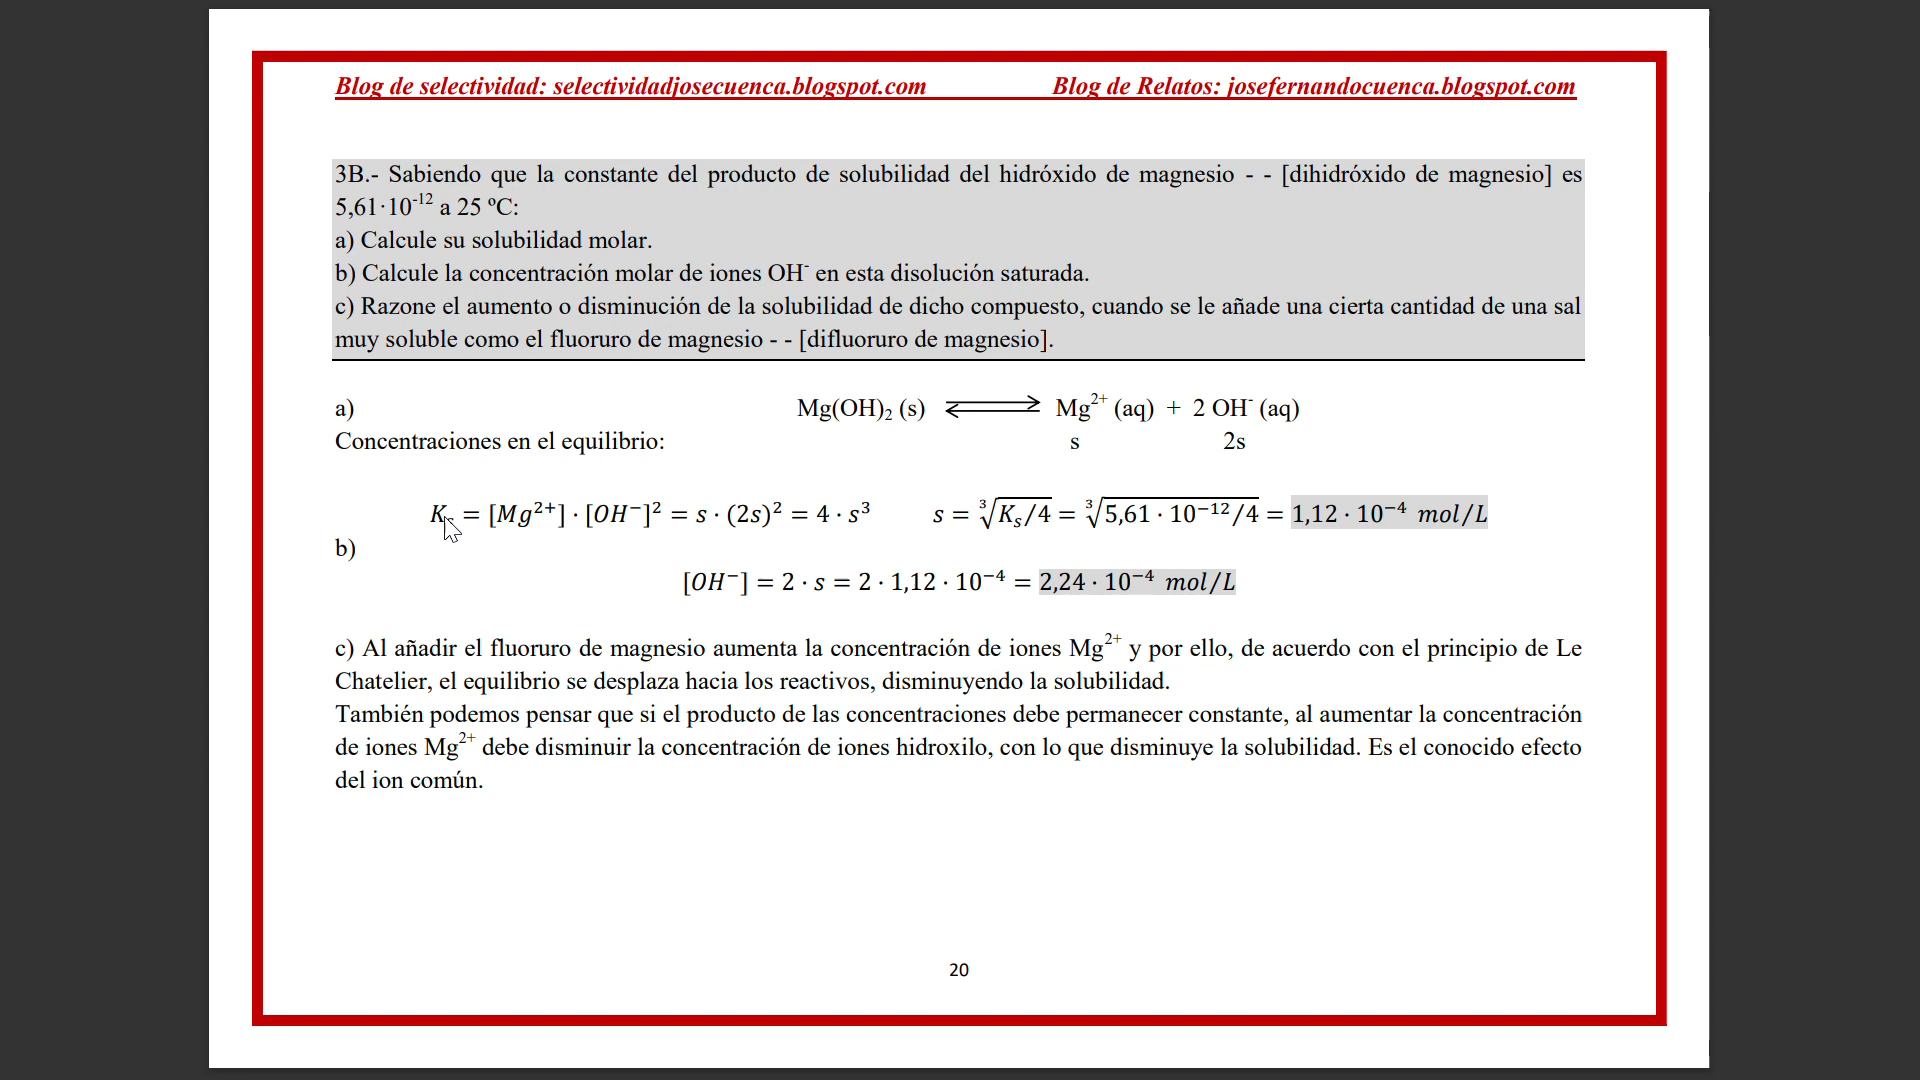 Blog de selectividad: selectividadjosecuenca.blogspot.com Blog de Relatos: josefernandocuenca.blogspot.com
3B.- Sabiendo que la constante del producto de solubilidad del hidróxido de magnesio - - [dihidróxido de magnesio] es
5,61·10⁻¹² a 25 ºC:
a) Calcule su solubilidad molar.
b) Calcule la concentración molar de iones OH⁻ en esta disolución saturada.
c) Razone el aumento o disminución de la solubilidad de dicho compuesto, cuando se le añade una cierta cantidad de una sal
muy soluble como el fluoruro de magnesio - - [difluoruro de magnesio].
a) Mg(OH)₂ (s) ⇌ Mg²⁺ (aq) + 2 OH⁻ (aq)
Concentraciones en el equilibrio: s 2s
Kₛ = [Mg²⁺] · [OH⁻]² = s · (2s)² = 4 · s³ s = ∛(Kₛ/4) = ∛(5,61 · 10⁻¹²/4) = 1,12 · 10⁻⁴ mol/L
b)
[OH⁻] = 2 · s = 2 · 1,12 · 10⁻⁴ = 2,24 · 10⁻⁴ mol/L
c) Al añadir el fluoruro de magnesio aumenta la concentración de iones Mg²⁺ y por ello, de acuerdo con el principio de Le
Chatelier, el equilibrio se desplaza hacia los reactivos, disminuyendo la solubilidad.
También podemos pensar que si el producto de las concentraciones debe permanecer constante, al aumentar la concentración
de iones Mg²⁺ debe disminuir la concentración de iones hidroxilo, con lo que disminuye la solubilidad. Es el conocido efecto
del ion común.
20